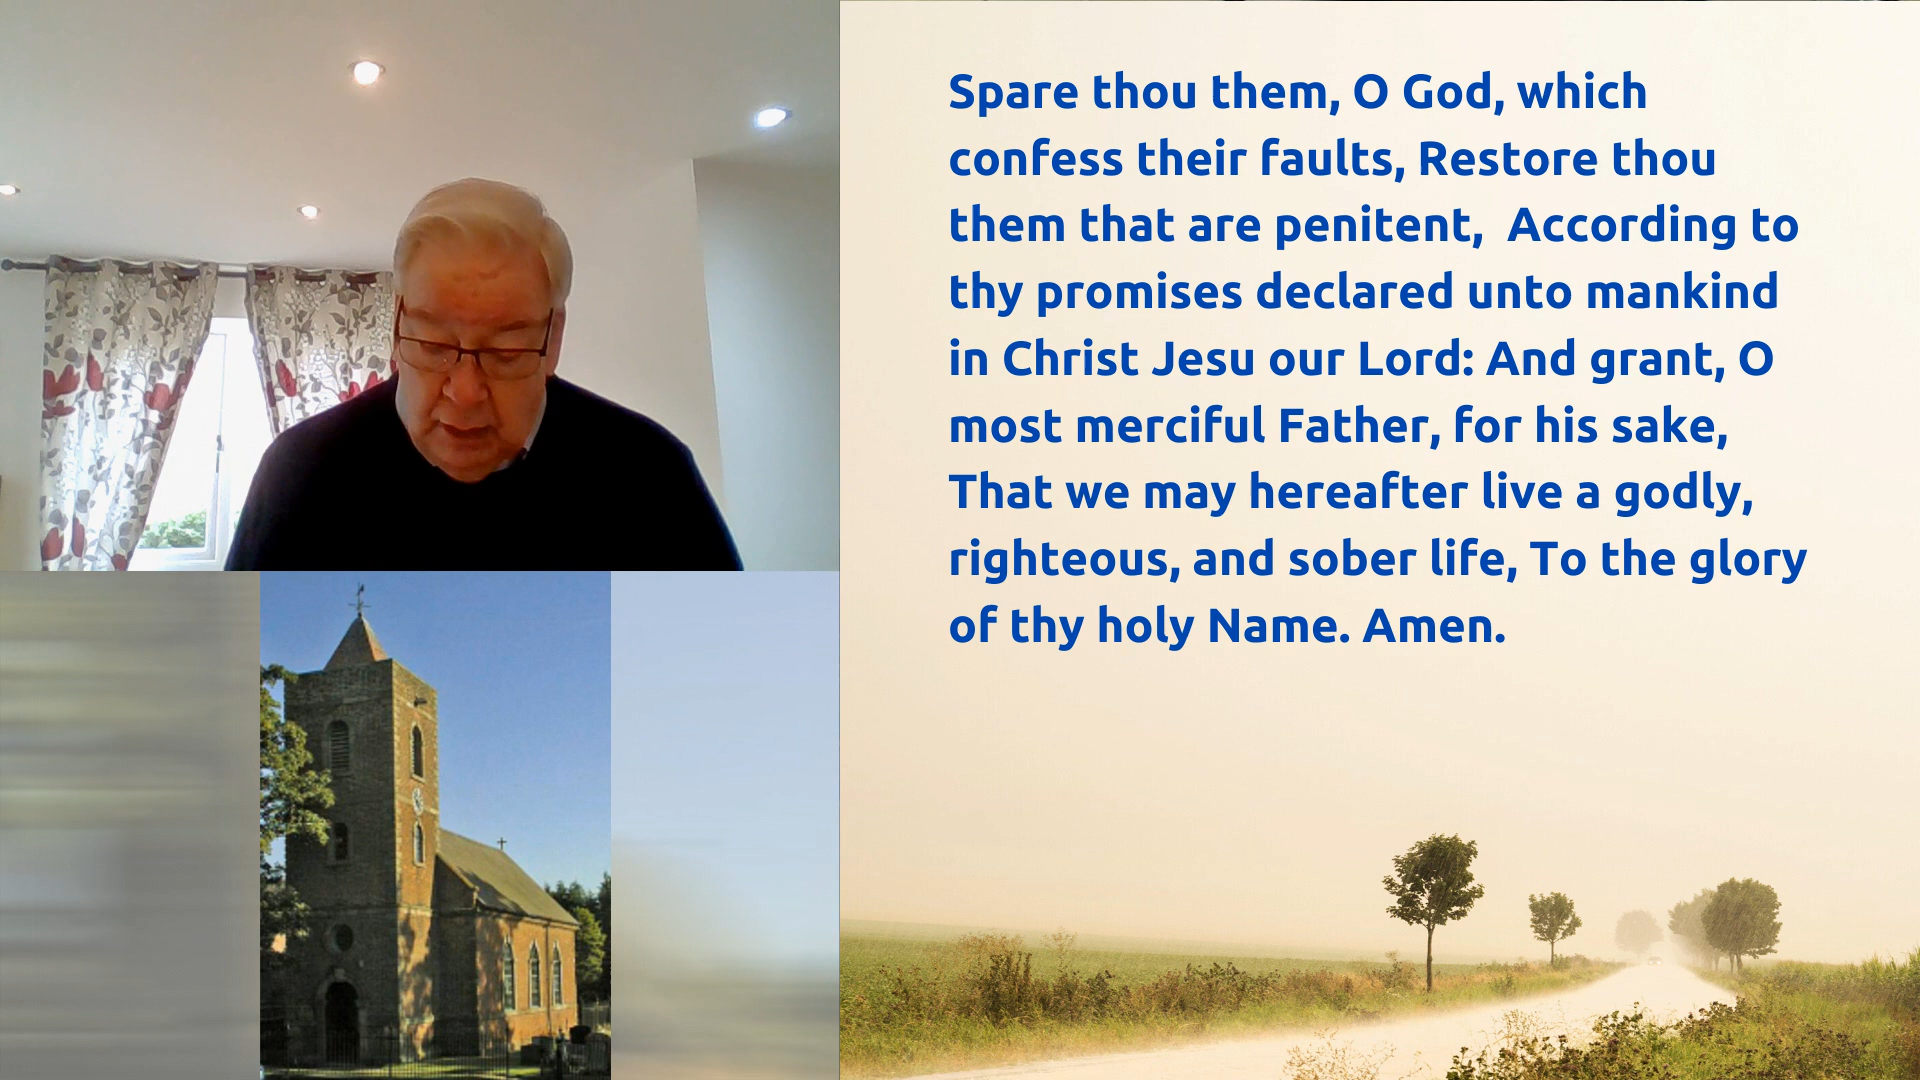 Spare thou them, O God, which
confess their faults, Restore thou
them that are penitent,  According to
thy promises declared unto mankind
in Christ Jesu our Lord: And grant, O
most merciful Father, for his sake,
That we may hereafter live a godly,
righteous, and sober life, To the glory
of thy holy Name. Amen.